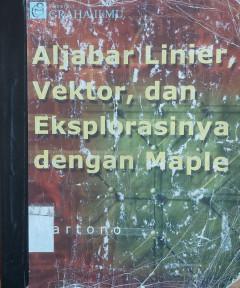 GRAHA ILMU
Aljabar Linier,
Vektor, dan
Eksplorasinya
dengan Maple
artono